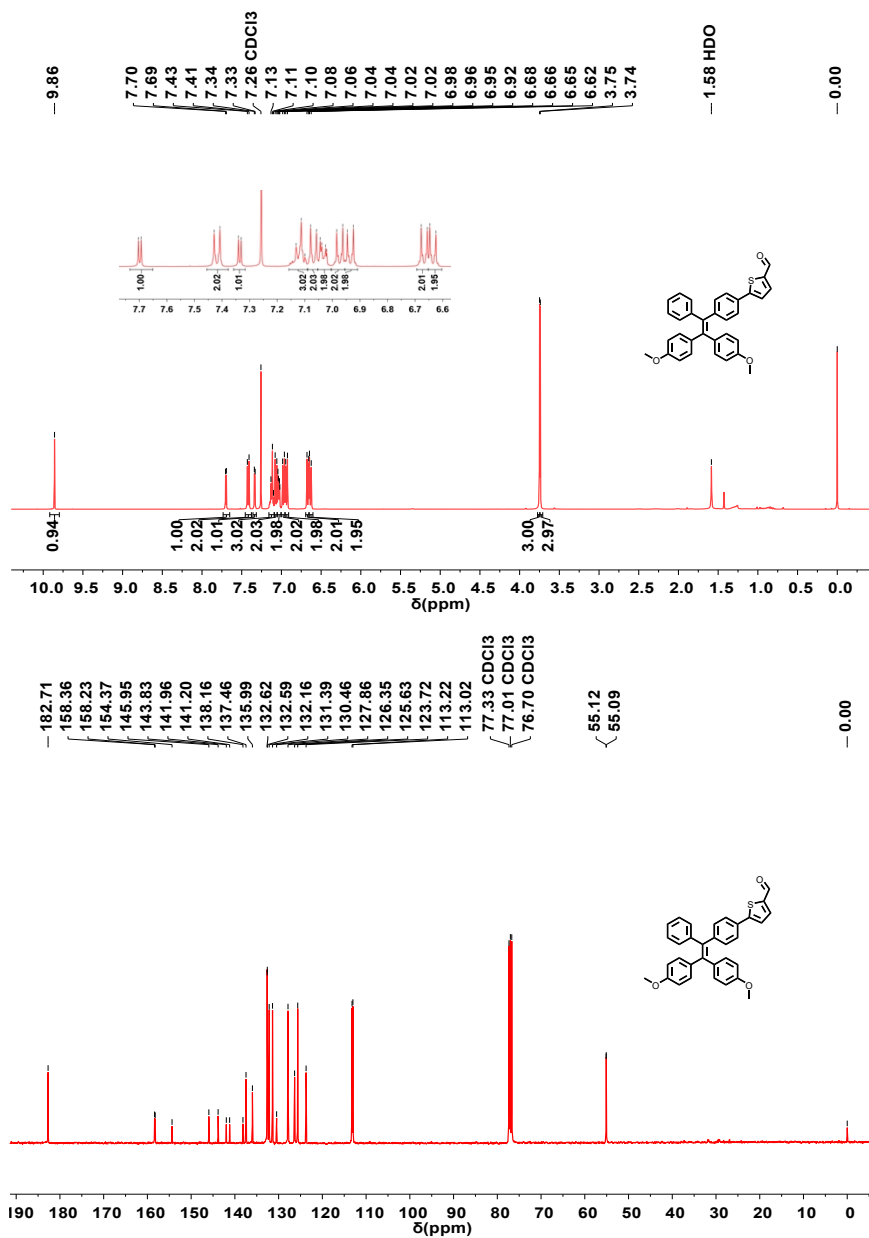 9.86 7.70 7.69 7.43 7.41 7.34 7.33 7.26 CDCl3 7.13 7.11 7.10 7.08 7.06 7.04 7.04 7.02 7.02 6.98 6.96 6.95 6.92 6.68 6.66 6.65 6.62 3.75 3.74 1.58 HDO 0.00
1.00 2.02 1.01 3.02 2.03 1.98 2.02 1.98 2.01 1.95
7.7 7.6 7.5 7.4 7.3 7.2 7.1 7.0 6.9 6.8 6.7 6.6
O
S
O
O
0.94 1.00 2.02 1.01 3.02 2.03 1.98 2.02 1.98 2.01 1.95 3.00 2.97
10.0 9.5 9.0 8.5 8.0 7.5 7.0 6.5 6.0 5.5 5.0 4.5 4.0 3.5 3.0 2.5 2.0 1.5 1.0 0.5 0.0
δ(ppm)
182.71 158.36 158.23 154.37 145.95 143.83 141.96 141.20 138.16 137.46 135.99 132.62 132.59 132.16 131.39 130.46 127.86 126.35 125.63 123.72 113.22 113.02 77.33 CDCl3 77.01 CDCl3 76.70 CDCl3 55.12 55.09 0.00
O
S
O
O
190 180 170 160 150 140 130 120 110 100 90 80 70 60 50 40 30 20 10 0
δ(ppm)